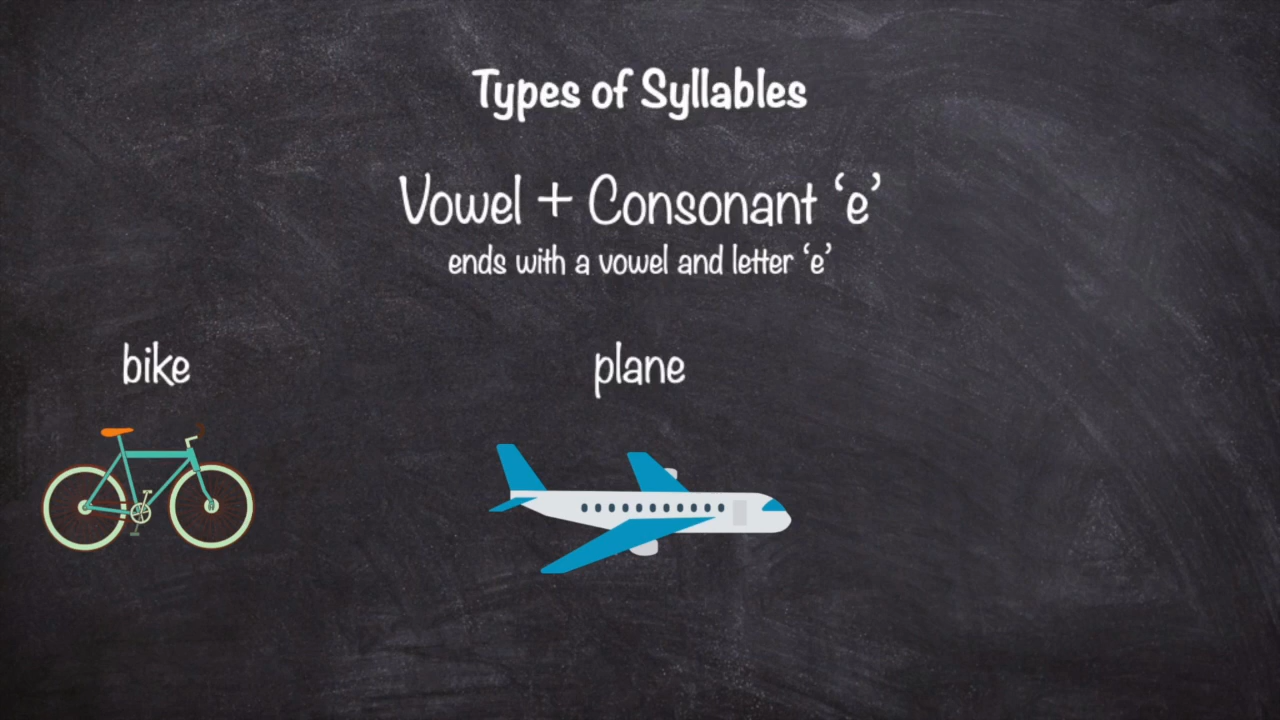 Types of Syllables
Vowel + Consonant ‘e’
ends with a vowel and letter ‘e’
bike
plane